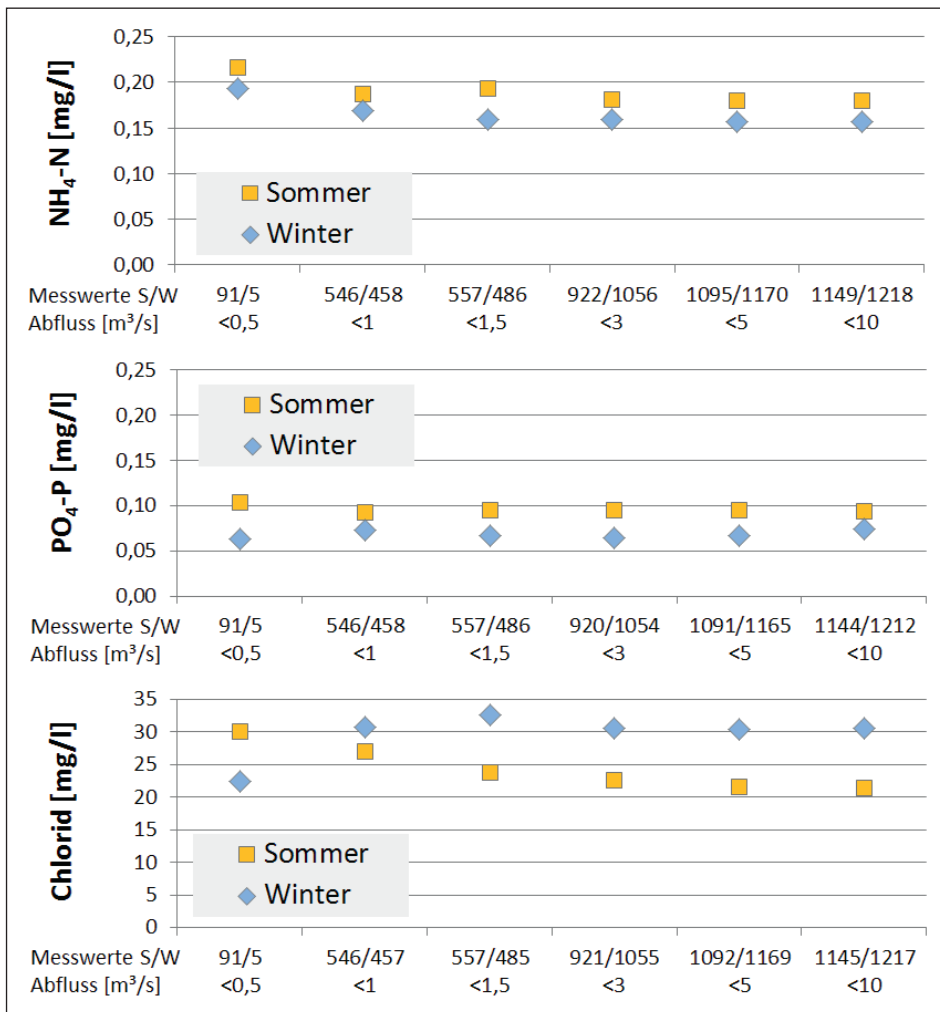 NH₄-N [mg/l]
0,25
0,20
0,15
0,10
0,05
0,00
Sommer
Winter
Messwerte S/W 91/5 546/458 557/486 922/1056 1095/1170 1149/1218
Abfluss [m³/s] <0,5 <1 <1,5 <3 <5 <10
PO₄-P [mg/l]
0,25
0,20
0,15
0,10
0,05
0,00
Sommer
Winter
Messwerte S/W 91/5 546/458 557/486 920/1054 1091/1165 1144/1212
Abfluss [m³/s] <0,5 <1 <1,5 <3 <5 <10
Chlorid [mg/l]
35
30
25
20
15
10
5
0
Sommer
Winter
Messwerte S/W 91/5 546/457 557/485 921/1055 1092/1169 1145/1217
Abfluss [m³/s] <0,5 <1 <1,5 <3 <5 <10